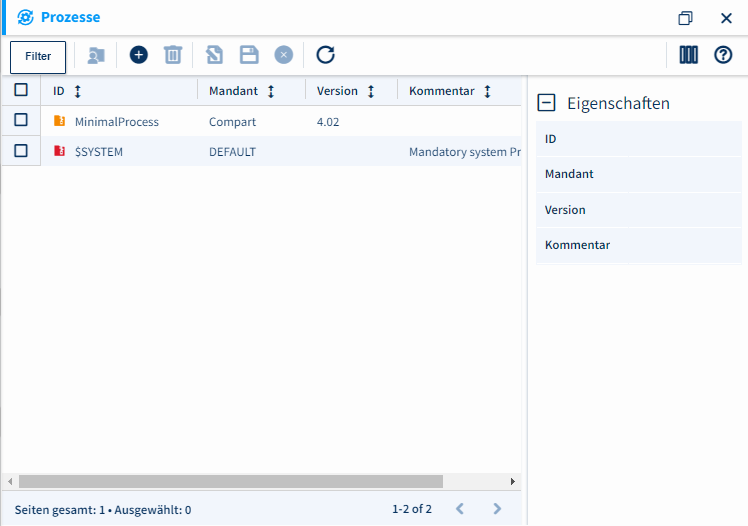 Prozesse
Filter
ID Mandant Version Kommentar
MinimalProcess Compart 4.02
$SYSTEM DEFAULT Mandatory system Pr
Eigenschaften
ID
Mandant
Version
Kommentar
Seiten gesamt: 1 • Ausgewählt: 0 1-2 of 2